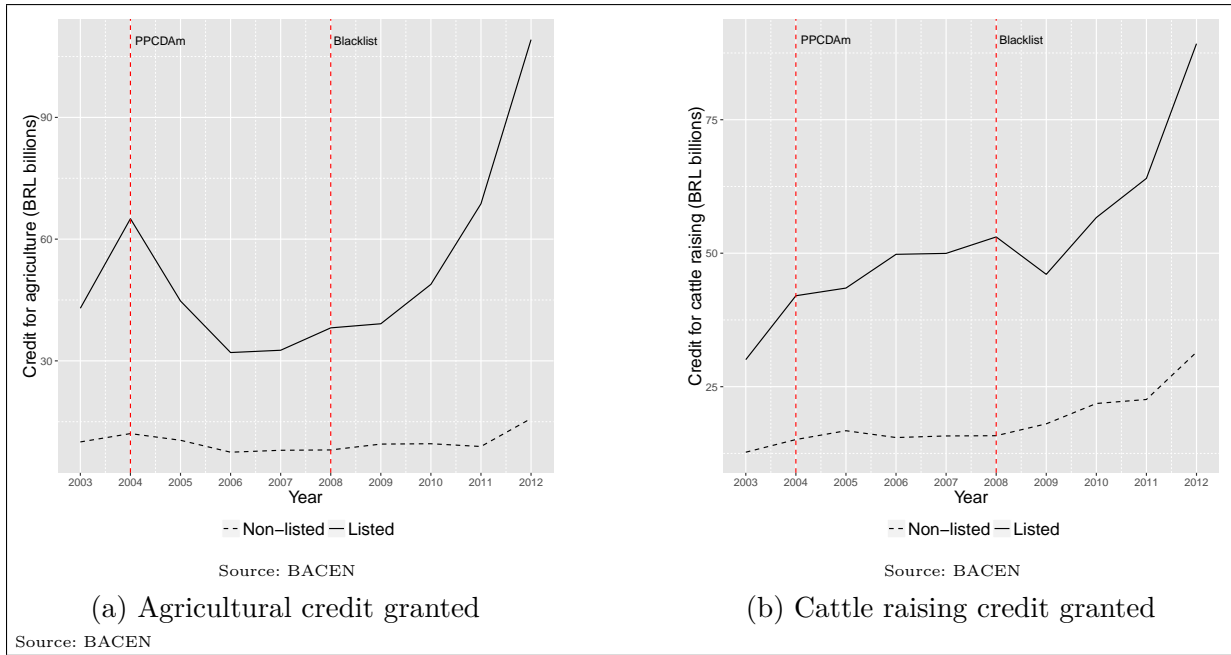 PPCDAm
Blacklist
Credit for agriculture (BRL billions)
90
60
30
2003 2004 2005 2006 2007 2008 2009 2010 2011 2012
Year
Non−listed Listed
Source: BACEN
(a) Agricultural credit granted
PPCDAm
Blacklist
Credit for cattle raising (BRL billions)
75
50
25
2003 2004 2005 2006 2007 2008 2009 2010 2011 2012
Year
Non−listed Listed
Source: BACEN
(b) Cattle raising credit granted
Source: BACEN